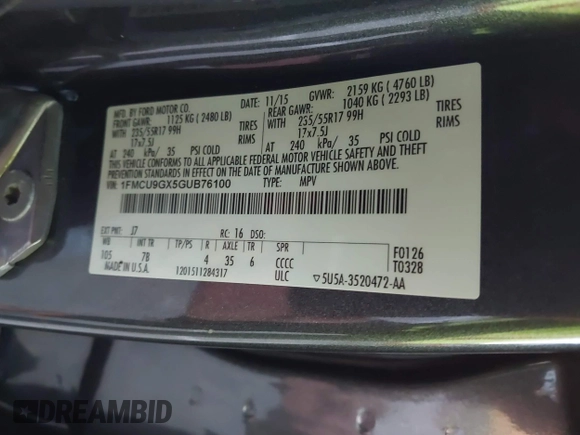 MFD. BY FORD MOTOR CO.
DATE: 11/15 GVWR: 2159 KG ( 4760 LB)
FRONT GAWR: 1125 KG ( 2480 LB)
REAR GAWR: 1040 KG ( 2293 LB)
WITH 235/55R17 99H TIRES
WITH 235/55R17 99H TIRES
17x7.5J RIMS
17x7.5J RIMS
AT 240 kPa/ 35 PSI COLD
AT 240 kPa/ 35 PSI COLD
THIS VEHICLE CONFORMS TO ALL APPLICABLE FEDERAL MOTOR VEHICLE SAFETY AND THEFT PREVENTION STANDARDS IN EFFECT ON THE DATE OF MANUFACTURE SHOWN ABOVE.
VIN: 1FMCU9GX5GUB76100 TYPE: MPV
EXT PNT: J7 RC: 16 DSO:
WB INT TR TP/PS R AXLE TR SPR
105 7B 4 35 6 CCCC
F0126
T0328
MADE IN U.S.A. 1201511284317 ULC ▽5U5A-3520472-AA
DREAMBID